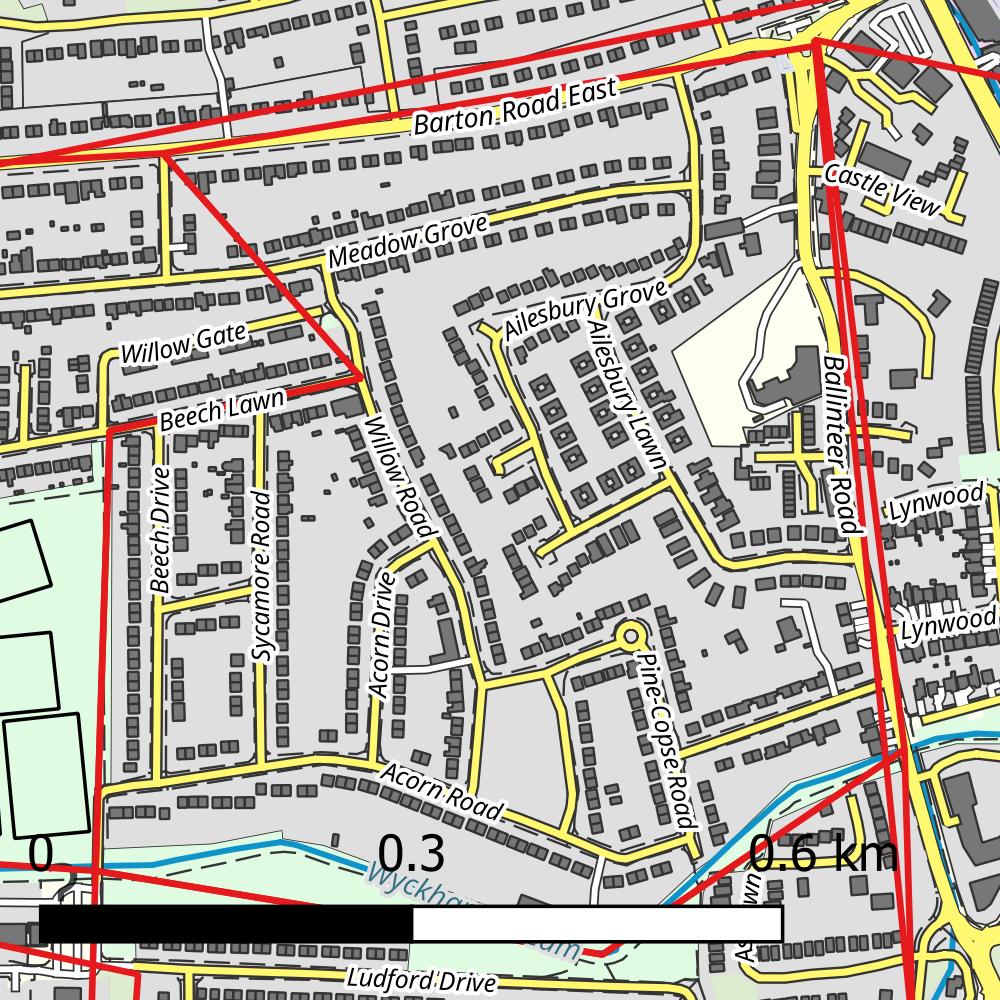 Barton Road East
Castle View
Meadow Grove
Ailesbury Grove
Willow Gate
Ailesbury Lawn
Ballinteer Road
Beech Lawn
Willow Road
Lynwood
Beech Drive
Sycamore Road
Acorn Drive
Lynwood
Pine Copse Road
Acorn Road
0 0.3 0.6 km
Ludford Drive